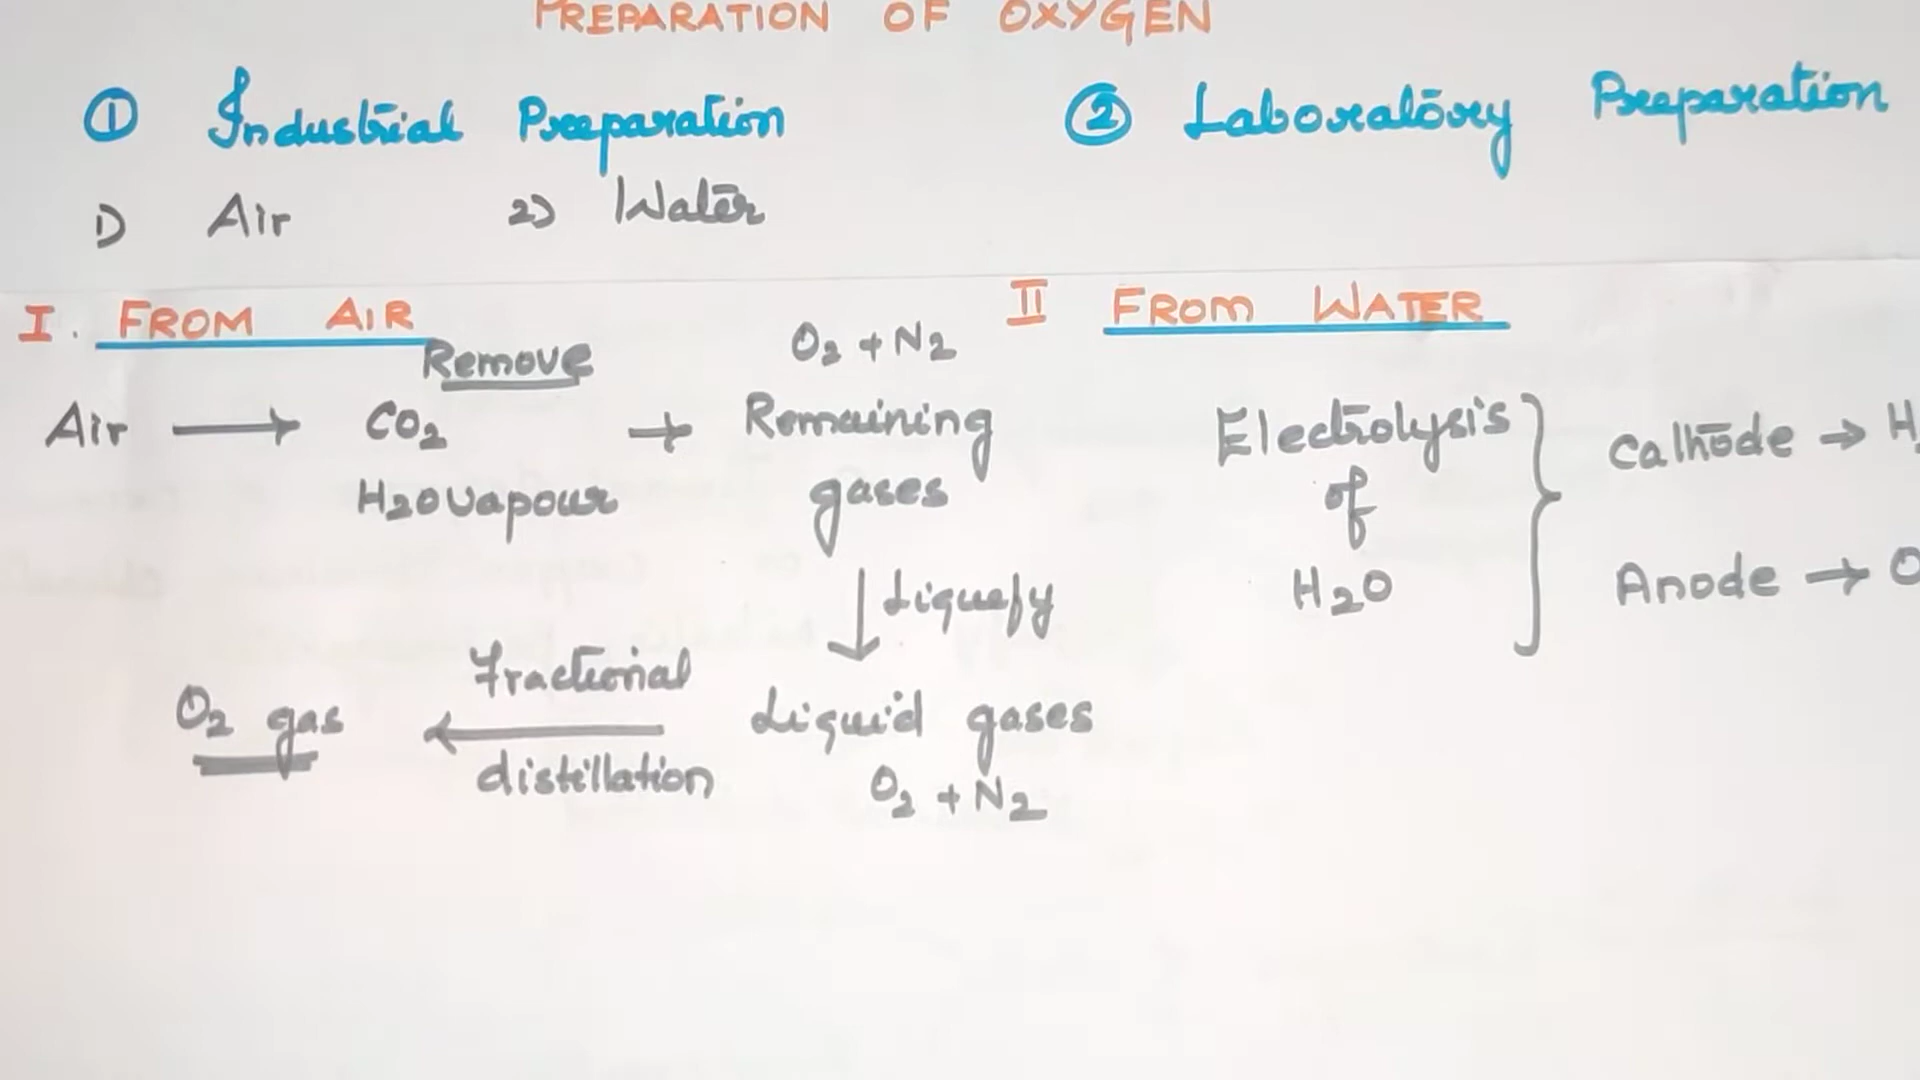 PREPARATION OF OXYGEN
① Industrial Preparation
② Laboratory Preparation
1) Air 2) Water
I. FROM AIR
Remove
O2 + N2
Air → CO2 → Remaining
H2O vapour gases
↓ Liquefy
Fractional
O2 gas ← Liquid gases
distillation O2 + N2
II FROM WATER
Electrolysis } Cathode → H
of
H2O Anode → O